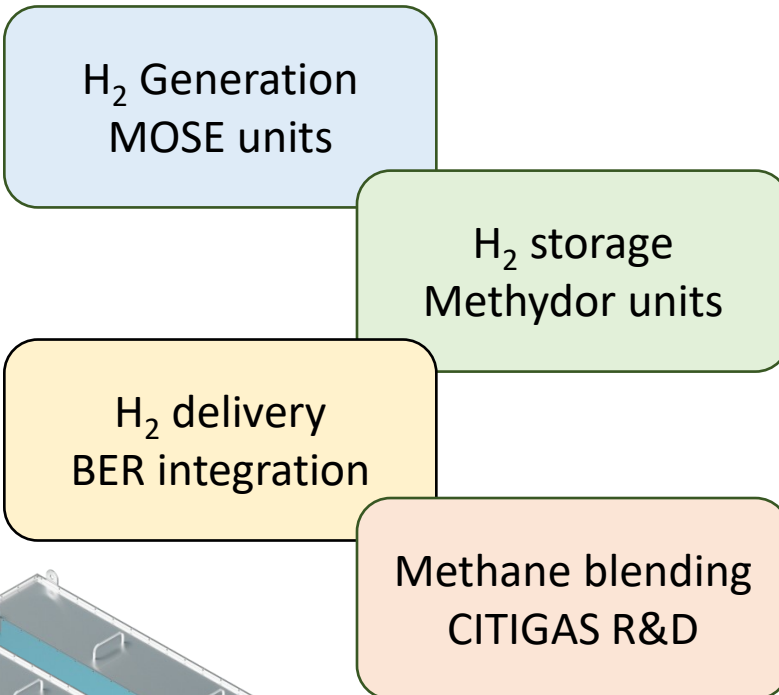 H₂ Generation
MOSE units
H₂ storage
Methydor units
H₂ delivery
BER integration
Methane blending
CITIGAS R&D